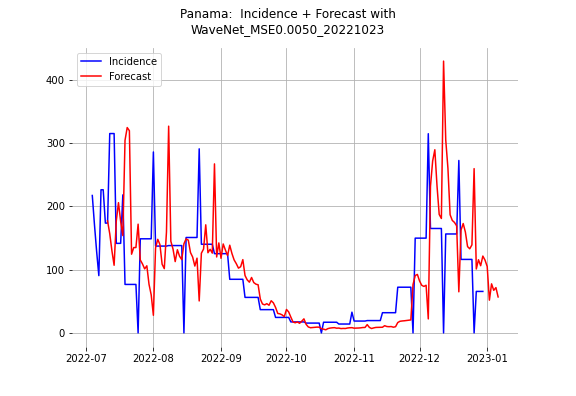 Panama:  Incidence + Forecast with
WaveNet_MSE0.0050_20221023
Incidence
Forecast
400
300
200
100
0
2022-07 2022-08 2022-09 2022-10 2022-11 2022-12 2023-01